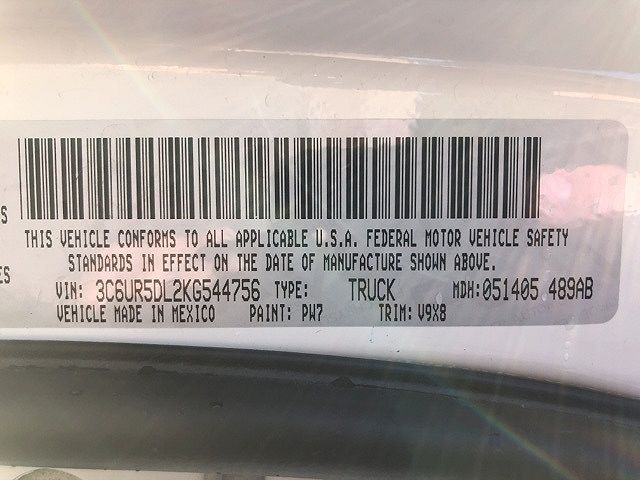 THIS VEHICLE CONFORMS TO ALL APPLICABLE U.S.A. FEDERAL MOTOR VEHICLE SAFETY
S
STANDARDS IN EFFECT ON THE DATE OF MANUFACTURE SHOWN ABOVE.
ES
VIN: 3C6UR5DL2KG544756 TYPE: TRUCK MDH:051405 489AB
VEHICLE MADE IN MEXICO PAINT: PW7 TRIM: V9X8